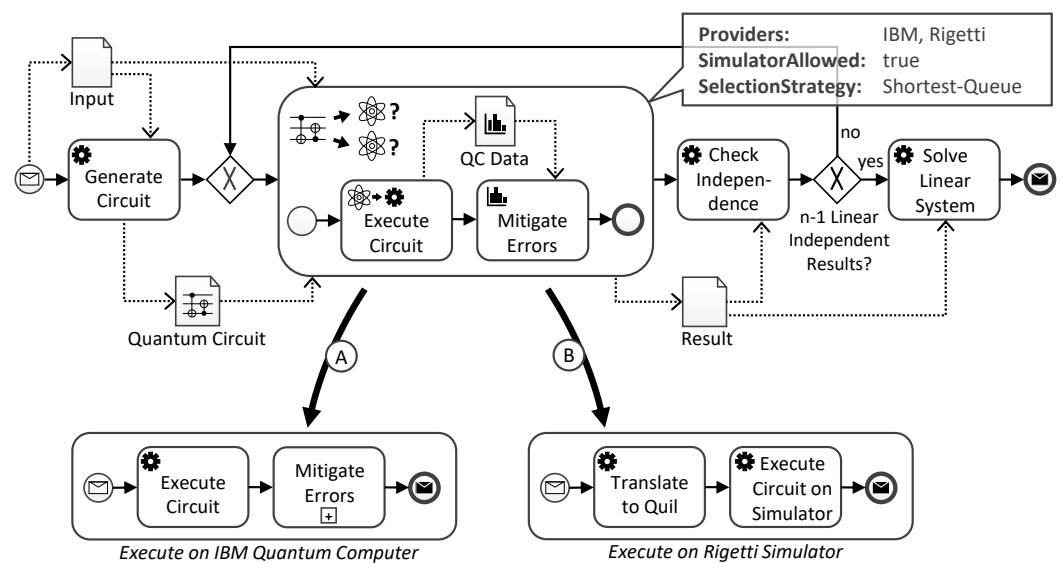 Providers: IBM, Rigetti
SimulatorAllowed: true
SelectionStrategy: Shortest-Queue
Input
Generate
Circuit
X
?
?
QC Data
Execute
Circuit
Mitigate
Errors
Check
Indepen-
dence
X
no
yes
n-1 Linear
Independent
Results?
Solve
Linear
System
Quantum Circuit
Result
A
B
Execute
Circuit
Mitigate
Errors
+
Execute on IBM Quantum Computer
Translate
to Quil
Execute
Circuit on
Simulator
Execute on Rigetti Simulator